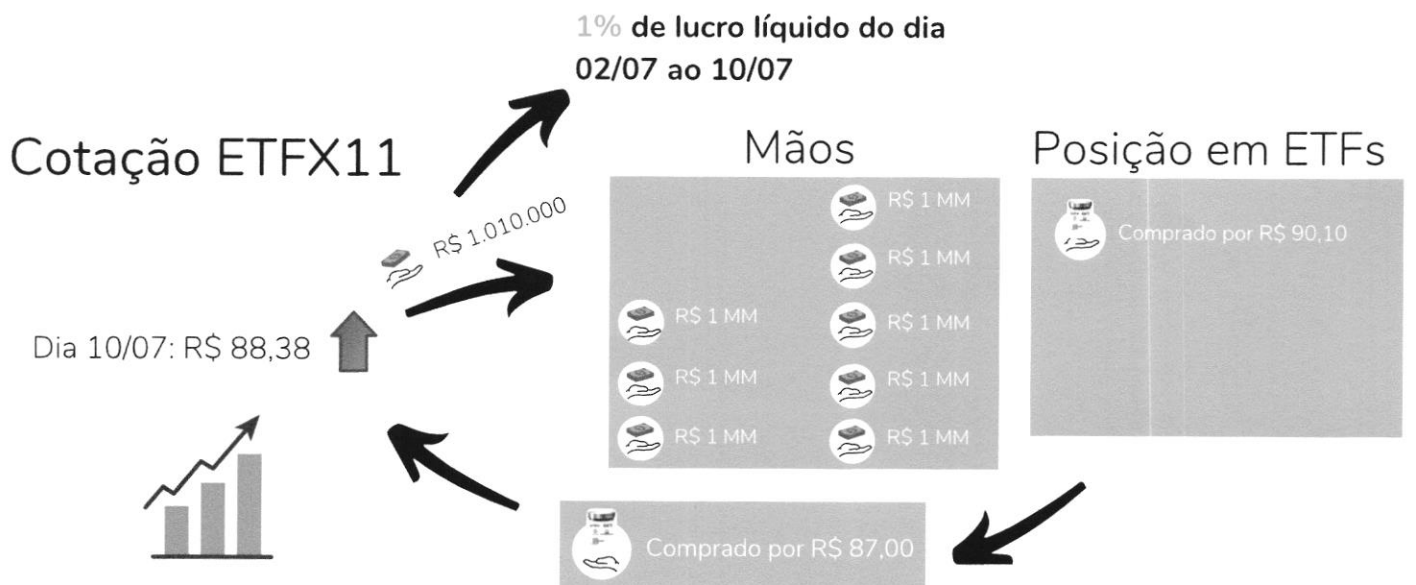 1% de lucro líquido do dia
02/07 ao 10/07
Cotação ETFX11
R$ 1.010.000
Dia 10/07: R$ 88,38
Mãos
R$ 1 MM
R$ 1 MM
R$ 1 MM
R$ 1 MM
R$ 1 MM
R$ 1 MM
R$ 1 MM
R$ 1 MM
Posição em ETFs
Comprado por R$ 90,10
Comprado por R$ 87,00